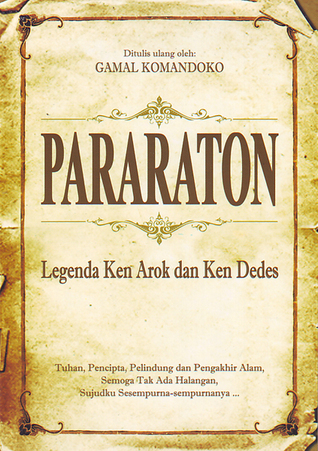 Ditulis ulang oleh:
GAMAL KOMANDOKO
PARARATON
Legenda Ken Arok dan Ken Dedes
Tuhan, Pencipta, Pelindung dan Pengakhir Alam,
Semoga Tak Ada Halangan,
Sujudku Sesempurna-sempurnanya ...